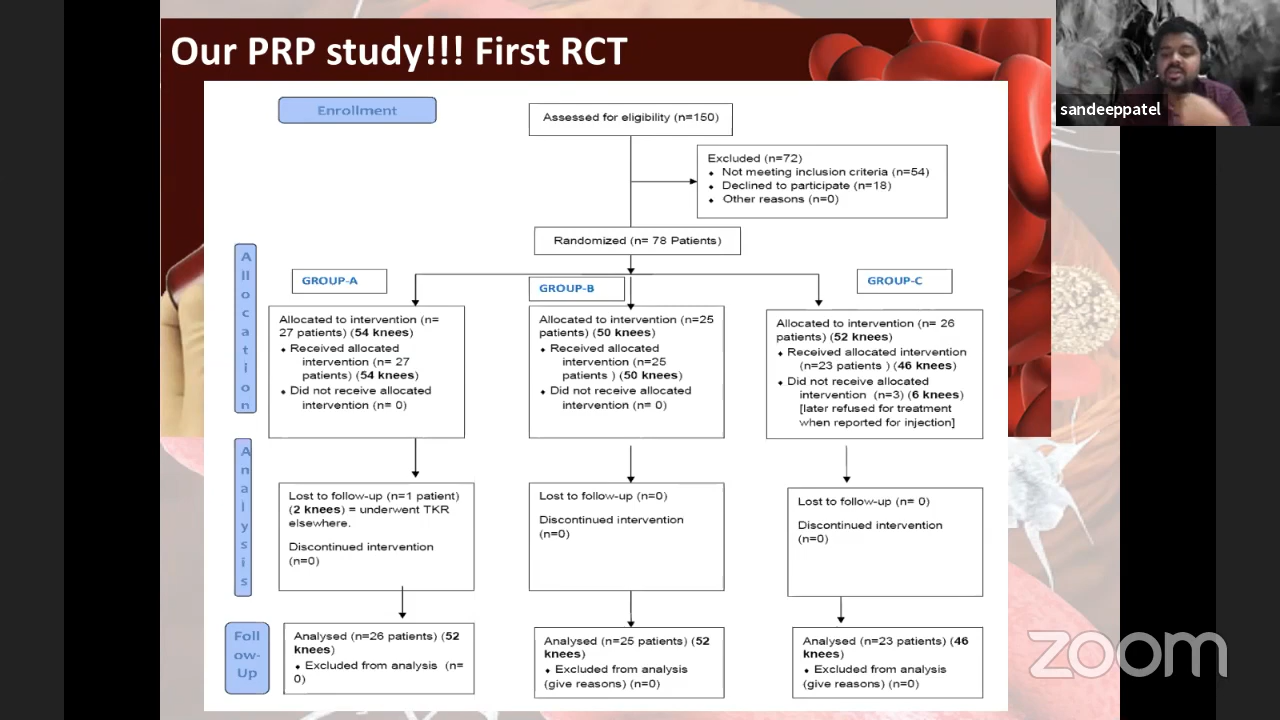 Our PRP study!!! First RCT
sandeeppatel
Enrollment
Assessed for eligibility (n=150)
Excluded (n=72)
⬧ Not meeting inclusion criteria (n=54)
⬧ Declined to participate (n=18)
⬧ Other reasons (n=0)
Randomized (n= 78 Patients)
Allocation
GROUP-A
GROUP-B
GROUP-C
Allocated to intervention (n=
27 patients) (54 knees)
⬧ Received allocated
intervention (n= 27
patients) (54 knees)
⬧ Did not receive allocated
intervention (n= 0)
Allocated to intervention (n=25
patients) (50 knees)
⬧ Received allocated
intervention (n=25
patients ) (50 knees)
⬧ Did not receive allocated
intervention (n= 0)
Allocated to intervention (n= 26
patients) (52 knees)
⬧ Received allocated intervention
(n=23 patients ) (46 knees)
⬧ Did not receive allocated
intervention (n=3) (6 knees)
[later refused for treatment
when reported for injection]
Analysis
Lost to follow-up (n=1 patient)
(2 knees) = underwent TKR
elsewhere.
Discontinued intervention
(n=0)
Lost to follow-up (n=0)
Discontinued intervention
(n=0)
Lost to follow-up (n= 0)
Discontinued intervention
(n=0)
Foll
ow-
Up
Analysed (n=26 patients) (52
knees)
⬧ Excluded from analysis (n=
0)
Analysed (n=25 patients) (52
knees)
⬧ Excluded from analysis
(give reasons) (n=0)
Analysed (n=23 patients) (46
knees)
⬧ Excluded from analysis
(give reasons) (n=0)
zoom